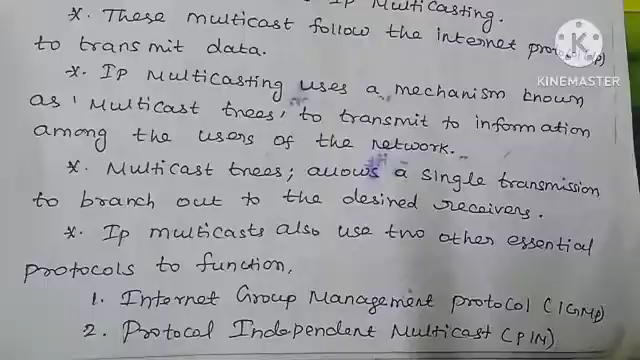 IP Multicasting.
*. These multicast follow the internet protocol(IP)
to transmit data.
*. IP Multicasting uses a mechanism known
as 'Multicast trees,' to transmit to information
among the users of the network.
*. Multicast trees; allows a single transmission
to branch out to the desired receivers.
*. Ip multicasts also use two other essential
protocols to function,
1. Internet Group Management protocol (IGMP)
2. Protocal Independent Multicast (PIM)
KINEMASTER